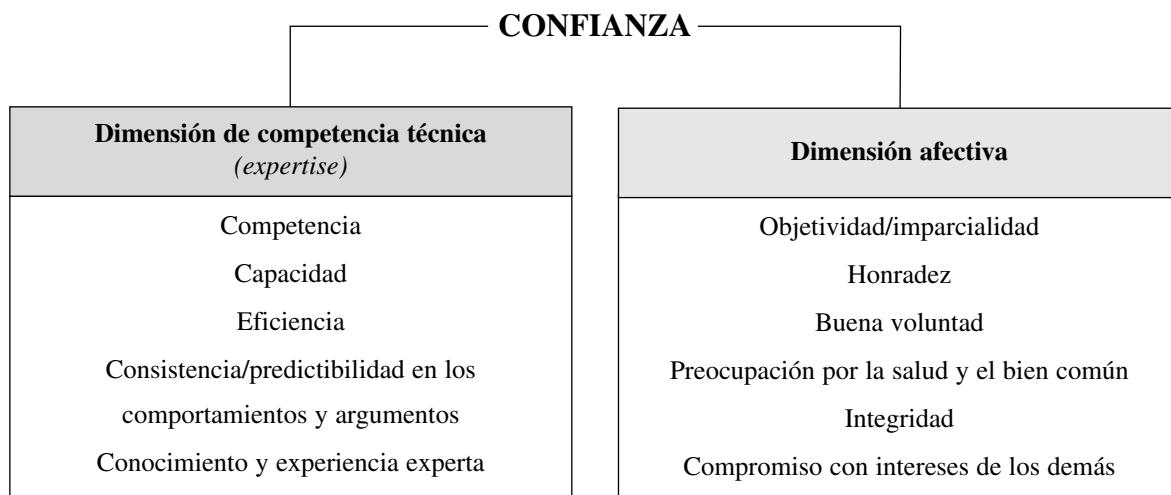 CONFIANZA
Dimensión de competencia técnica
(expertise)
Competencia
Capacidad
Eficiencia
Consistencia/predictibilidad en los
comportamientos y argumentos
Conocimiento y experiencia experta
Dimensión afectiva
Objetividad/imparcialidad
Honradez
Buena voluntad
Preocupación por la salud y el bien común
Integridad
Compromiso con intereses de los demás